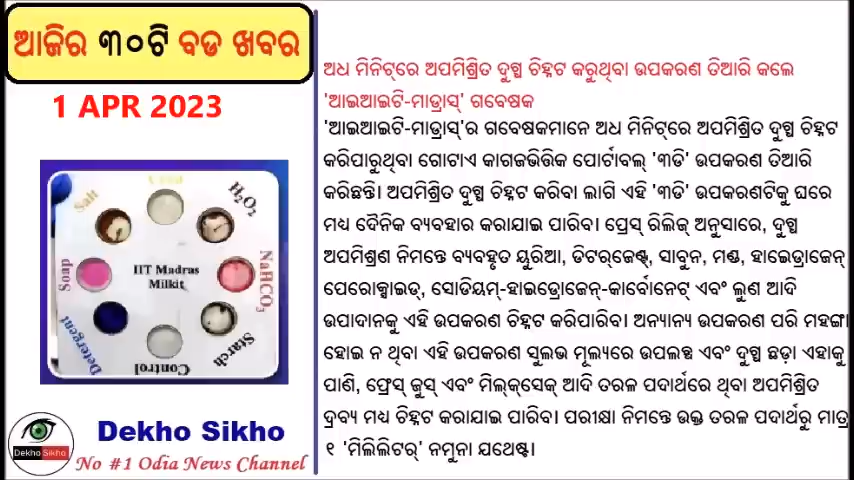 ଆଜିର ୩୦ଟି ବଡ ଖବର
1 APR 2023
Urea
H₂O₂
Salt
NaHCO₃
Soap
IIT Madras
Milkit
Detergent
Starch
Control
Dekho Sikho
Dekho Sikho
No #1 Odia News Channel
ଅଧ ମିନିଟ୍‌ରେ ଅପମିଶ୍ରିତ ଦୁଗ୍ଧ ଚିହ୍ନଟ କରୁଥିବା ଉପକରଣ ତିଆରି କଲେ
'ଆଇଆଇଟି-ମାଡ୍ରାସ୍' ଗବେଷକ
'ଆଇଆଇଟି-ମାଡ୍ରାସ୍'ର ଗବେଷକମାନେ ଅଧ ମିନିଟ୍‌ରେ ଅପମିଶ୍ରିତ ଦୁଗ୍ଧ ଚିହ୍ନଟ
କରିପାରୁଥିବା ଗୋଟାଏ କାଗଜଭିତ୍ତିକ ପୋର୍ଟାବଲ୍ '୩ଡି' ଉପକରଣ ତିଆରି
କରିଛନ୍ତି। ଅପମିଶ୍ରିତ ଦୁଗ୍ଧ ଚିହ୍ନଟ କରିବା ଲାଗି ଏହି '୩ଡି' ଉପକରଣଟିକୁ ଘରେ
ମଧ୍ୟ ଦୈନିକ ବ୍ୟବହାର କରାଯାଇ ପାରିବ। ପ୍ରେସ୍ ରିଲିଜ୍ ଅନୁସାରେ, ଦୁଗ୍ଧ
ଅପମିଶ୍ରଣ ନିମନ୍ତେ ବ୍ୟବହୃତ ୟୁରିଆ, ଡିଟର୍‌ଜେଣ୍ଟ, ସାବୁନ, ମଣ୍ଡ, ହାଇଡ୍ରାଜେନ୍
ପେରୋକ୍ସାଇଡ୍, ସୋଡିୟମ୍-ହାଇଡ୍ରୋଜେନ୍-କାର୍ବୋନେଟ୍ ଏବଂ ଲୁଣ ଆଦି
ଉପାଦାନକୁ ଏହି ଉପକରଣ ଚିହ୍ନଟ କରିପାରିବ। ଅନ୍ୟାନ୍ୟ ଉପକରଣ ପରି ମହଙ୍ଗା
ହୋଇ ନ ଥିବା ଏହି ଉପକରଣ ସୁଲଭ ମୂଲ୍ୟରେ ଉପଲବ୍ଧ ଏବଂ ଦୁଗ୍ଧ ଛଡ଼ା ଏହାକୁ
ପାଣି, ଫ୍ରେସ୍ ଜୁସ୍ ଏବଂ ମିଲ୍କ୍‌ସେକ୍ ଆଦି ତରଳ ପଦାର୍ଥରେ ଥିବା ଅପମିଶ୍ରିତ
ଦ୍ରବ୍ୟ ମଧ୍ୟ ଚିହ୍ନଟ କରାଯାଇ ପାରିବ। ପରୀକ୍ଷା ନିମନ୍ତେ ଉକ୍ତ ତରଳ ପଦାର୍ଥରୁ ମାତ୍ର
୧ 'ମିଲିଲିଟର୍' ନମୁନା ଯଥେଷ୍ଟ।